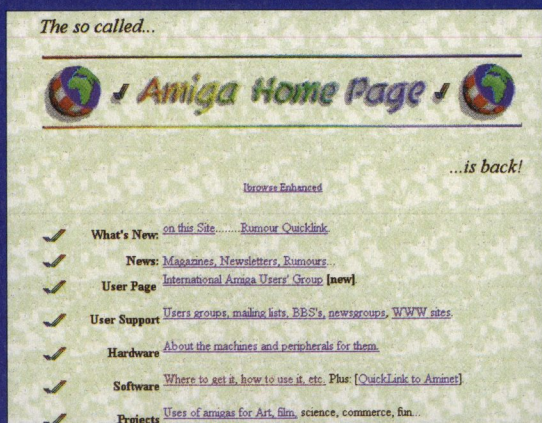 The so called...
Amiga Home Page
...is back!
Ibrowse Enhanced
What's New: on this Site........Rumour Quicklink.
News: Magazines, Newsletters, Rumours...
User Page International Amiga Users' Group [new].
User Support Users groups, mailing lists, BBS's, newsgroups, WWW sites.
Hardware About the machines and peripherals for them.
Software Where to get it, how to use it, etc. Plus: [QuickLink to Aminet].
Projects Uses of amigas for Art, film, science, commerce, fun...